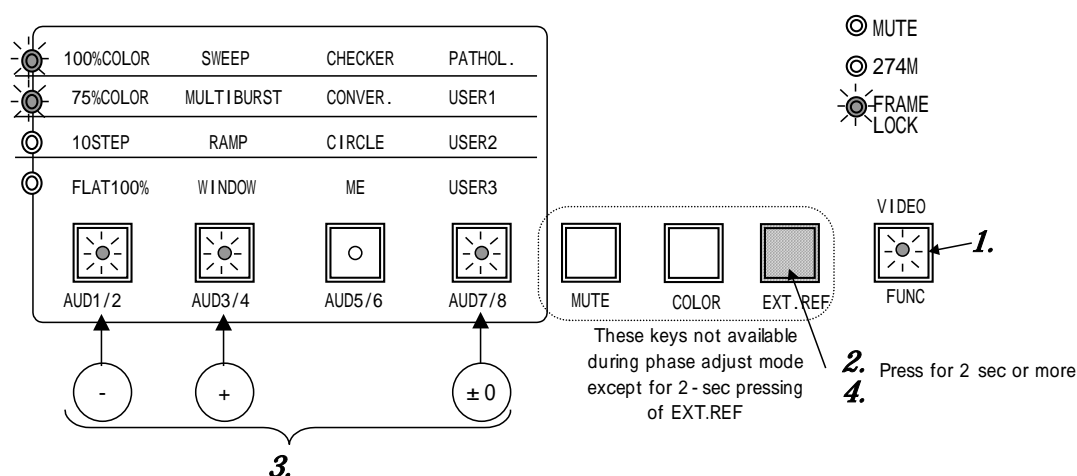 100%COLOR SWEEP CHECKER PATHOL.
75%COLOR MULTIBURST CONVER. USER1
10STEP RAMP CIRCLE USER2
FLAT100% WINDOW ME USER3
AUD1/2 AUD3/4 AUD5/6 AUD7/8
- + ±0
3.
MUTE
274M
FRAME
LOCK
MUTE COLOR EXT.REF
VIDEO
FUNC
1.
These keys not available
during phase adjust mode
except for 2-sec pressing
of EXT.REF
2. Press for 2 sec or more
4.